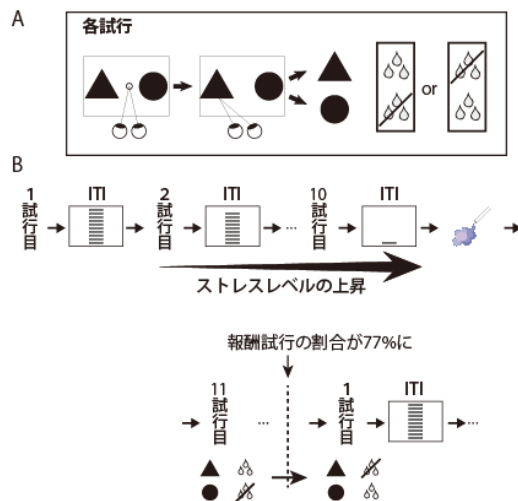 A
各試行
or
B
1
試行目
ITI
2
試行目
ITI
10
試行目
ITI
...
ストレスレベルの上昇
報酬試行の割合が77%に
11
試行目
...
1
試行目
ITI
...